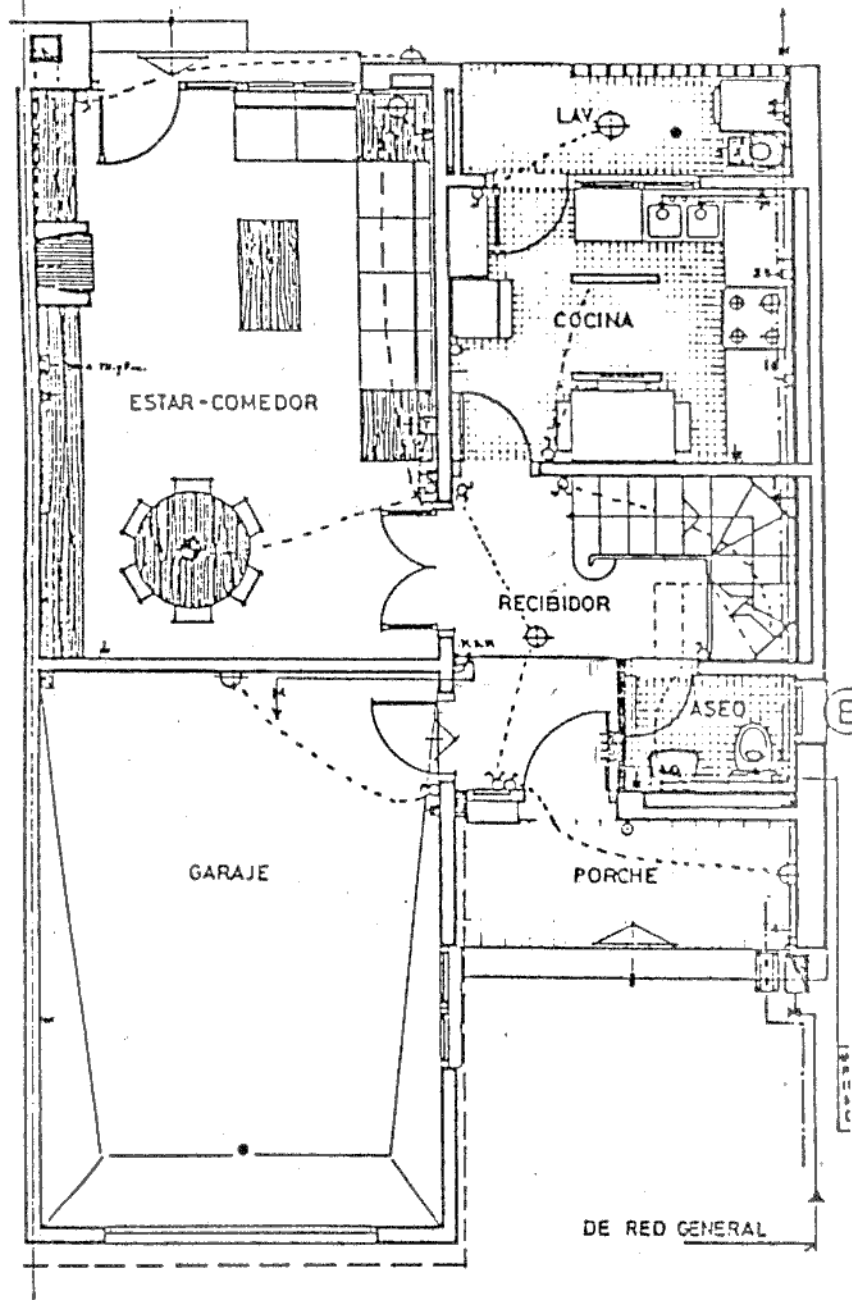 LAV.
COCINA
ESTAR-COMEDOR
RECIBIDOR
ASEO
B
GARAJE
PORCHE
DE RED GENERAL